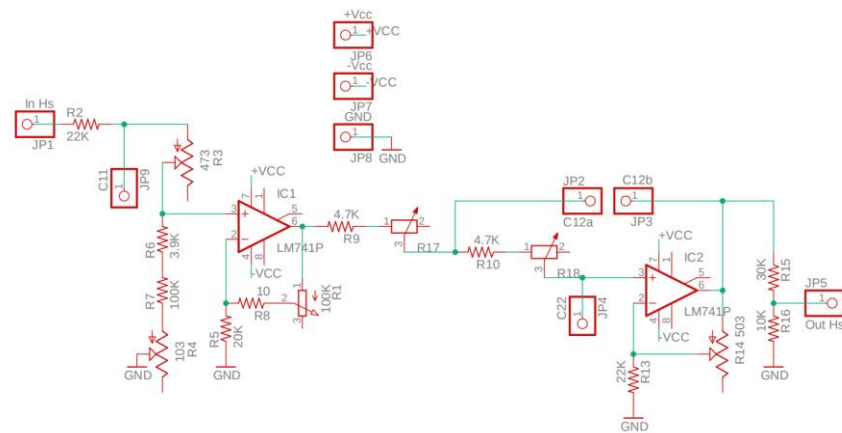 +Vcc
1
+VCC
JP6
-Vcc
1
-VCC
JP7
GND
1
JP8
GND
In Hs
1
JP1
R2
22K
C11
1
JP9
473
R3
R6
3.9K
R7
100K
103
R4
GND
+VCC
7
1
IC1
3
+
5
6
2
-
LM741P
4
8
-VCC
10
R8
1
2
3
100K
R1
R5
20K
GND
4.7K
R9
1
2
3
R17
JP2
1
C12a
C12b
1
JP3
4.7K
R10
1
2
3
R18
C22
1
JP4
+VCC
7
1
IC2
3
+
5
6
2
-
LM741P
4
8
-VCC
22K
R13
GND
R14
503
30K
R15
10K
R16
GND
JP5
1
Out Hs